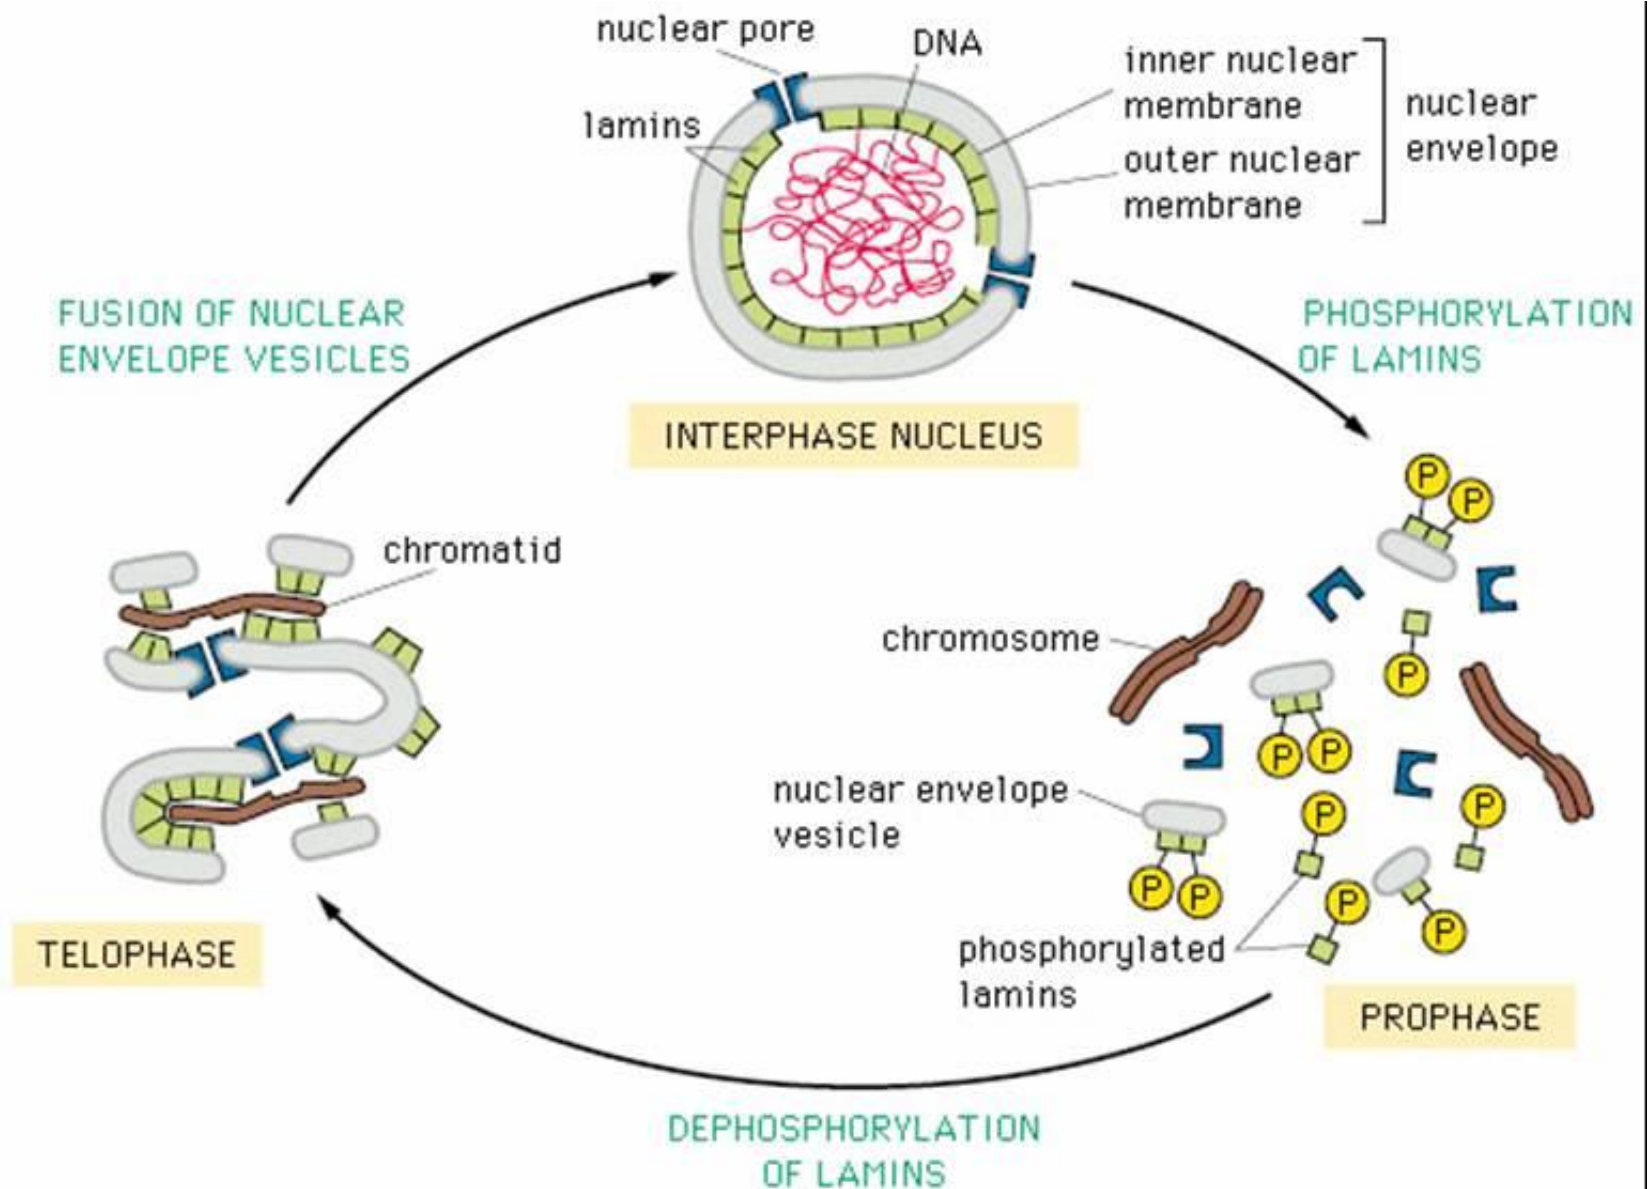 nuclear pore
DNA
inner nuclear
membrane
nuclear
envelope
lamins
outer nuclear
membrane
FUSION OF NUCLEAR
ENVELOPE VESICLES
PHOSPHORYLATION
OF LAMINS
INTERPHASE NUCLEUS
P
P
chromatid
chromosome
P
P
P
nuclear envelope
vesicle
P
P
P
P
P
P
phosphorylated
lamins
TELOPHASE
PROPHASE
DEPHOSPHORYLATION
OF LAMINS